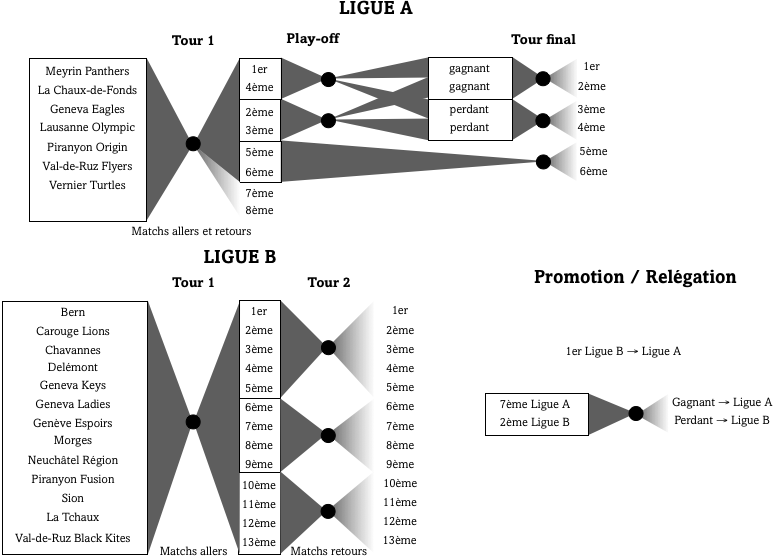 LIGUE A
Tour 1
Play-off
Tour final
Meyrin Panthers
La Chaux-de-Fonds
Geneva Eagles
Lausanne Olympic
Piranyon Origin
Val-de-Ruz Flyers
Vernier Turtles
1er
4ème
2ème
3ème
5ème
6ème
7ème
8ème
gagnant
gagnant
perdant
perdant
1er
2ème
3ème
4ème
5ème
6ème
Matchs allers et retours
LIGUE B
Tour 1
Tour 2
Bern
Carouge Lions
Chavannes
Delémont
Geneva Keys
Geneva Ladies
Genève Espoirs
Morges
Neuchâtel Région
Piranyon Fusion
Sion
La Tchaux
Val-de-Ruz Black Kites
1er
2ème
3ème
4ème
5ème
6ème
7ème
8ème
9ème
10ème
11ème
12ème
13ème
1er
2ème
3ème
4ème
5ème
6ème
7ème
8ème
9ème
10ème
11ème
12ème
13ème
Matchs allers
Matchs retours
Promotion / Relégation
1er Ligue B → Ligue A
7ème Ligue A
2ème Ligue B
Gagnant → Ligue A
Perdant → Ligue B